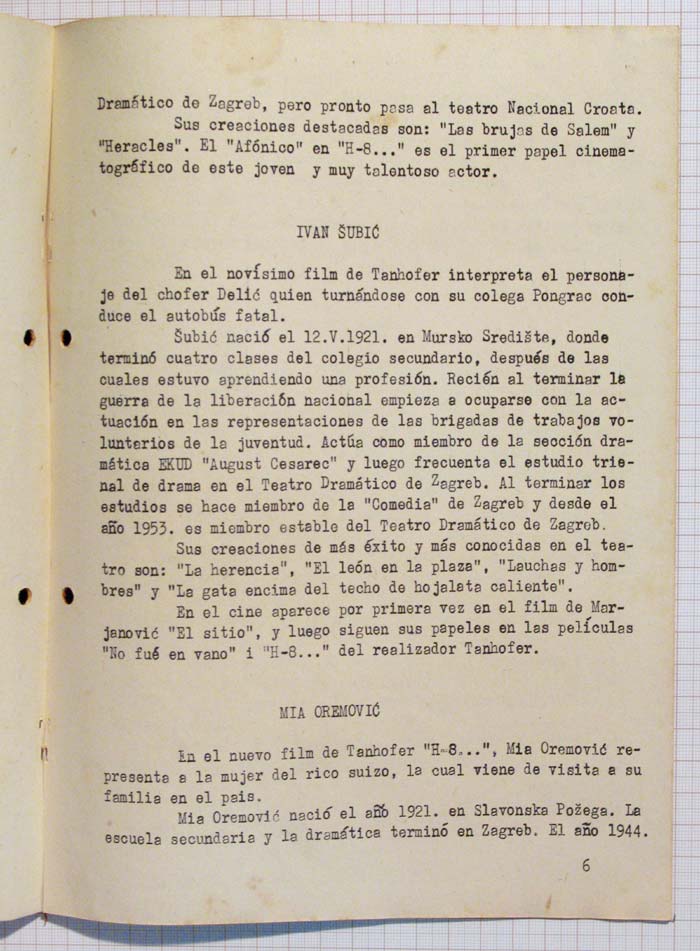 Dramático de Zagreb, pero pronto pasa al teatro Nacional Croata.
Sus creaciones destacadas son: "Las brujas de Salem" y
"Heracles". El "Afónico" en "H-8..." es el primer papel cinema-
tográfico de este joven y muy talentoso actor.
IVAN ŠUBIĆ
En el novísimo film de Tanhofer interpreta el persona-
je del chofer Delić quien turnándose con su colega Pongrac con-
duce el autobús fatal.
Šubić nació el 12.V.1921. en Mursko Središte, donde
terminó cuatro clases del colegio secundario, después de las
cuales estuvo aprendiendo una profesión. Recién al terminar la
guerra de la liberación nacional empieza a ocuparse con la ac-
tuación en las representaciones de las brigadas de trabajos vo-
luntarios de la juventud. Actúa como miembro de la sección dra-
mática EKUD "August Cesarec" y luego frecuenta el estudio trie-
nal de drama en el Teatro Dramático de Zagreb. Al terminar los
estudios se hace miembro de la "Comedia" de Zagreb y desde el
año 1953. es miembro estable del Teatro Dramático de Zagreb.
Sus creaciones de más éxito y más conocidas en el tea-
tro son: "La herencia", "El león en la plaza", "Lauchas y hom-
bres" y "La gata encima del techo de hojalata caliente".
En el cine aparece por primera vez en el film de Mar-
janović "El sitio", y luego siguen sus papeles en las películas
"No fué en vano" i "H-8..." del realizador Tanhofer.
MIA OREMOVIĆ
En el nuevo film de Tanhofer "H-8...", Mia Oremović re-
presenta a la mujer del rico suizo, la cual viene de visita a su
familia en el pais.
Mia Oremović nació el año 1921. en Slavonska Požega. La
escuela secundaria y la dramática terminó en Zagreb. El año 1944.
6